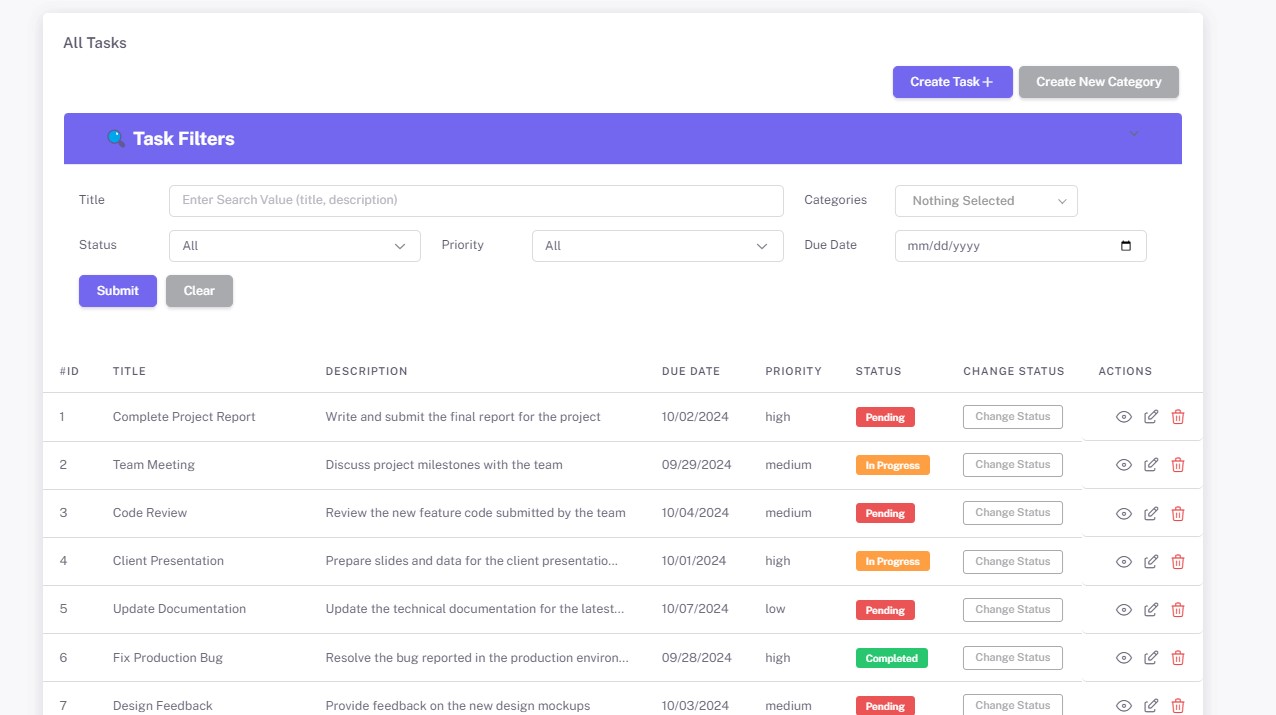 All Tasks
Create Task +
Create New Category
Task Filters
Title
Enter Search Value (title, description)
Categories
Nothing Selected
Status
All
Priority
All
Due Date
mm/dd/yyyy
Submit
Clear
#ID TITLE DESCRIPTION DUE DATE PRIORITY STATUS CHANGE STATUS ACTIONS
1 Complete Project Report Write and submit the final report for the project 10/02/2024 high Pending Change Status
2 Team Meeting Discuss project milestones with the team 09/29/2024 medium In Progress Change Status
3 Code Review Review the new feature code submitted by the team 10/04/2024 medium Pending Change Status
4 Client Presentation Prepare slides and data for the client presentatio... 10/01/2024 high In Progress Change Status
5 Update Documentation Update the technical documentation for the latest... 10/07/2024 low Pending Change Status
6 Fix Production Bug Resolve the bug reported in the production environ... 09/28/2024 high Completed Change Status
7 Design Feedback Provide feedback on the new design mockups 10/03/2024 medium Pending Change Status